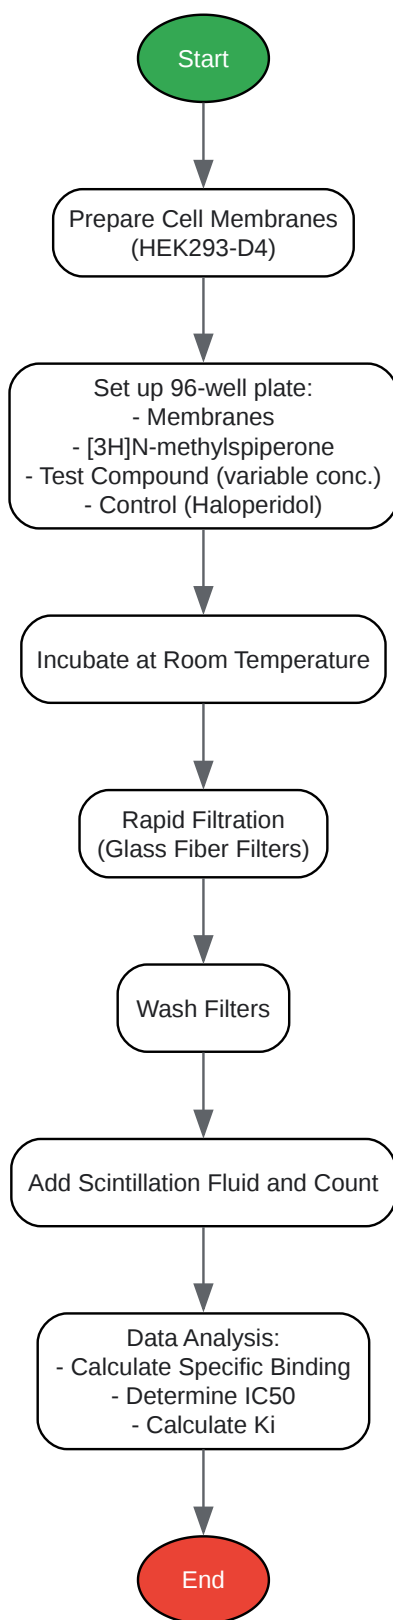 Start
Prepare Cell Membranes
(HEK293-D4)
Set up 96-well plate:
- Membranes
- [3H]N-methylspiperone
- Test Compound (variable conc.)
- Control (Haloperidol)
Incubate at Room Temperature
Rapid Filtration
(Glass Fiber Filters)
Wash Filters
Add Scintillation Fluid and Count
Data Analysis:
- Calculate Specific Binding
- Determine IC50
- Calculate Ki
End